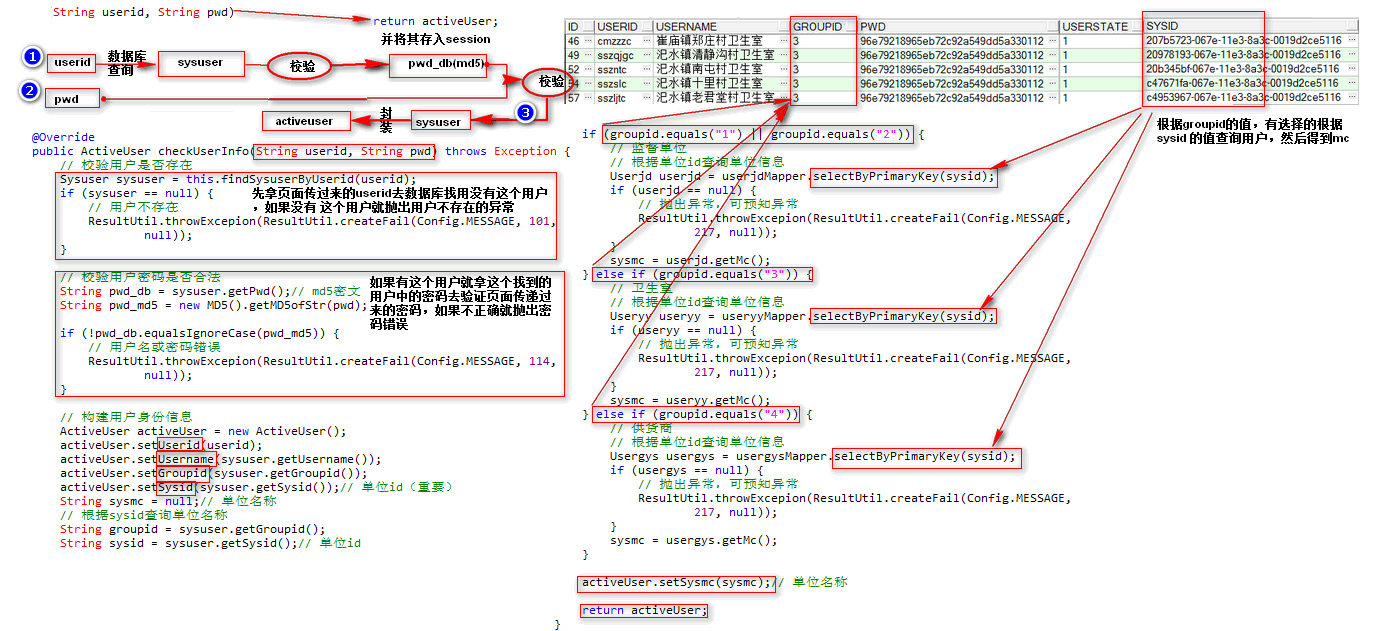 String userid, String pwd)
return activeUser;
并将其存入session
1
userid
数据库
查询
sysuser
校验
pwd_db(md5)
2
pwd
校验
3
activeuser
封装
sysuser
ID USERID USERNAME GROUPID PWD USERSTATE SYSID
46 cmzzzc 崔庙镇郑庄村卫生室 3 96e79218965eb72c92a549dd5a330112 1 207b5723-067e-11e3-8a3c-0019d2ce5116
49 sszqjgc 汜水镇清静沟村卫生室 3 96e79218965eb72c92a549dd5a330112 1 20978193-067e-11e3-8a3c-0019d2ce5116
52 sszntc 汜水镇南屯村卫生室 3 96e79218965eb72c92a549dd5a330112 1 20b345bf-067e-11e3-8a3c-0019d2ce5116
54 sszslc 汜水镇十里村卫生室 3 96e79218965eb72c92a549dd5a330112 1 c47671fa-067e-11e3-8a3c-0019d2ce5116
57 sszljtc 汜水镇老君堂村卫生室 3 96e79218965eb72c92a549dd5a330112 1 c4953967-067e-11e3-8a3c-0019d2ce5116
根据groupid的值，有选择的根据
sysid 的值查询用户，然后得到mc
@Override
public ActiveUser checkUserInfo(String userid, String pwd) throws Exception {
// 校验用户是否存在
Sysuser sysuser = this.findSysuserByUserid(userid);
if (sysuser == null) {
// 用户不存在
ResultUtil.throwExcepion(ResultUtil.createFail(Config.MESSAGE, 101,
null));
}
先拿页面传过来的userid去数据库找用没有这个用户
，如果没有 这个用户就抛出用户不存在的异常
// 校验用户密码是否合法
String pwd_db = sysuser.getPwd();// md5密文
String pwd_md5 = new MD5().getMD5ofStr(pwd);
if (!pwd_db.equalsIgnoreCase(pwd_md5)) {
// 用户名或密码错误
ResultUtil.throwExcepion(ResultUtil.createFail(Config.MESSAGE, 114,
null));
}
如果有这个用户就拿这个找到的
用户中的密码去验证页面传递过
来的密码，如果不正确就抛出密
码错误
// 构建用户身份信息
ActiveUser activeUser = new ActiveUser();
activeUser.setUserid(userid);
activeUser.setUsername(sysuser.getUsername());
activeUser.setGroupid(sysuser.getGroupid());
activeUser.setSysid(sysuser.getSysid());// 单位id（重要）
String sysmc = null;// 单位名称
// 根据sysid查询单位名称
String groupid = sysuser.getGroupid();
String sysid = sysuser.getSysid();// 单位id
if (groupid.equals("1") || groupid.equals("2")) {
// 监督单位
// 根据单位id查询单位信息
Userjd userjd = userjdMapper.selectByPrimaryKey(sysid);
if (userjd == null) {
// 抛出异常，可预知异常
ResultUtil.throwExcepion(ResultUtil.createFail(Config.MESSAGE,
217, null));
}
sysmc = userjd.getMc();
} else if (groupid.equals("3")) {
// 卫生室
// 根据单位id查询单位信息
Useryy useryy = useryyMapper.selectByPrimaryKey(sysid);
if (useryy == null) {
// 抛出异常，可预知异常
ResultUtil.throwExcepion(ResultUtil.createFail(Config.MESSAGE,
217, null));
}
sysmc = useryy.getMc();
} else if (groupid.equals("4")) {
// 供货商
// 根据单位id查询单位信息
Usergys usergys = usergysMapper.selectByPrimaryKey(sysid);
if (usergys == null) {
// 抛出异常，可预知异常
ResultUtil.throwExcepion(ResultUtil.createFail(Config.MESSAGE,
217, null));
}
sysmc = usergys.getMc();
}
activeUser.setSysmc(sysmc);// 单位名称
return activeUser;
}